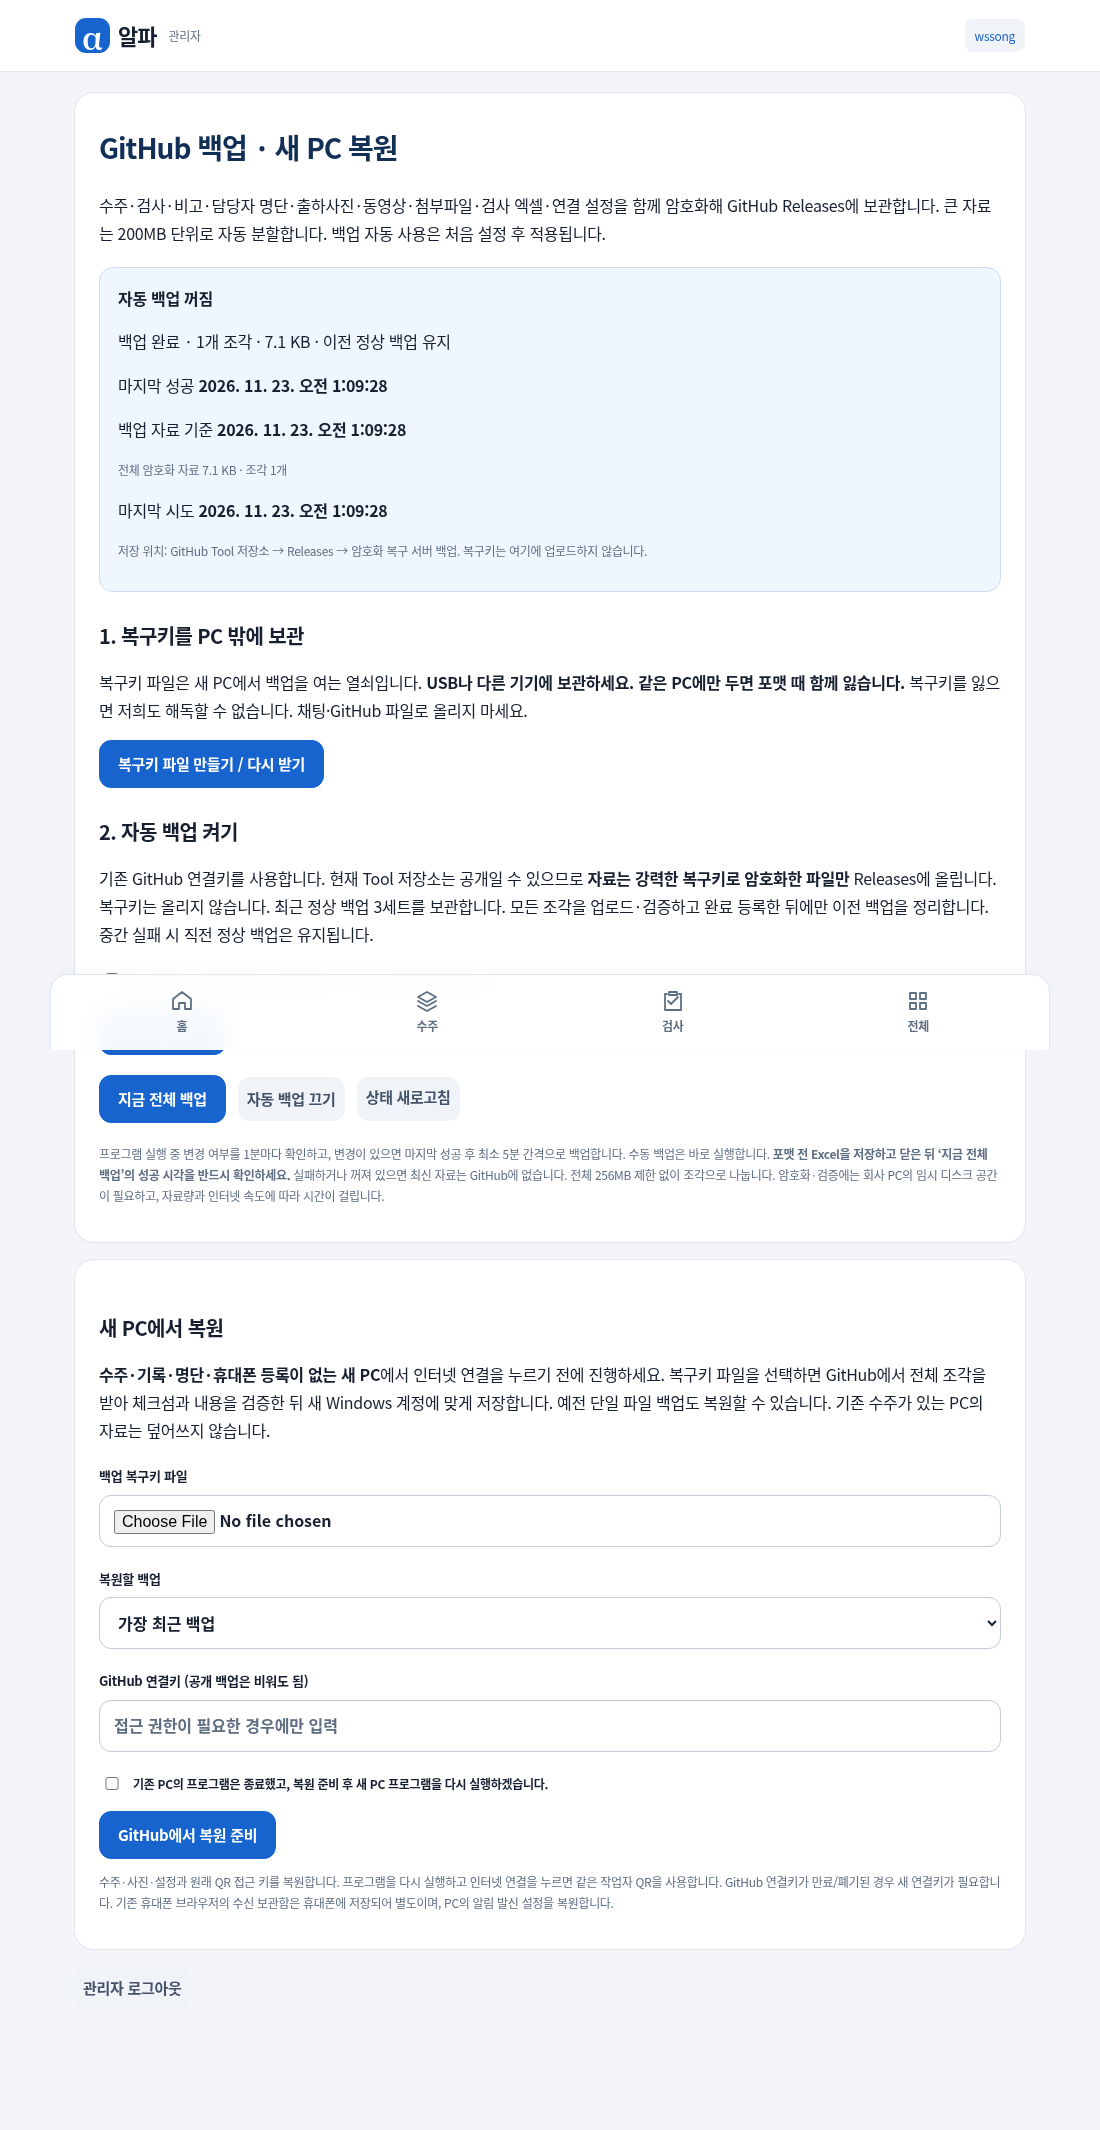 α 알파 관리자
wssong
GitHub 백업 · 새 PC 복원
수주·검사·비고·담당자 명단·출하사진·동영상·첨부파일·검사 엑셀·연결 설정을 함께 암호화해 GitHub Releases에 보관합니다. 큰 자료
는 200MB 단위로 자동 분할합니다. 백업 자동 사용은 처음 설정 후 적용됩니다.
자동 백업 꺼짐
백업 완료 · 1개 조각 · 7.1 KB · 이전 정상 백업 유지
마지막 성공 2026. 11. 23. 오전 1:09:28
백업 자료 기준 2026. 11. 23. 오전 1:09:28
전체 암호화 자료 7.1 KB · 조각 1개
마지막 시도 2026. 11. 23. 오전 1:09:28
저장 위치: GitHub Tool 저장소 → Releases → 암호화 복구 서버 백업. 복구키는 여기에 업로드하지 않습니다.
1. 복구키를 PC 밖에 보관
복구키 파일은 새 PC에서 백업을 여는 열쇠입니다. USB나 다른 기기에 보관하세요. 같은 PC에만 두면 포맷 때 함께 잃습니다. 복구키를 잃으
면 저희도 해독할 수 없습니다. 채팅·GitHub 파일로 올리지 마세요.
복구키 파일 만들기 / 다시 받기
2. 자동 백업 켜기
기존 GitHub 연결키를 사용합니다. 현재 Tool 저장소는 공개일 수 있으므로 자료는 강력한 복구키로 암호화한 파일만 Releases에 올립니다.
복구키는 올리지 않습니다. 최근 정상 백업 3세트를 보관합니다. 모든 조각을 업로드·검증하고 완료 등록한 뒤에만 이전 백업을 정리합니다.
중간 실패 시 직전 정상 백업은 유지됩니다.
홈 수주 검사 전체
지금 전체 백업 자동 백업 끄기 상태 새로고침
프로그램 실행 중 변경 여부를 1분마다 확인하고, 변경이 있으면 마지막 성공 후 최소 5분 간격으로 백업합니다. 수동 백업은 바로 실행합니다. 포맷 전 Excel을 저장하고 닫은 뒤 ‘지금 전체
백업’의 성공 시각을 반드시 확인하세요. 실패하거나 꺼져 있으면 최신 자료는 GitHub에 없습니다. 전체 256MB 제한 없이 조각으로 나눕니다. 암호화·검증에는 회사 PC의 임시 디스크 공간
이 필요하고, 자료량과 인터넷 속도에 따라 시간이 걸립니다.
새 PC에서 복원
수주·기록·명단·휴대폰 등록이 없는 새 PC에서 인터넷 연결을 누르기 전에 진행하세요. 복구키 파일을 선택하면 GitHub에서 전체 조각을
받아 체크섬과 내용을 검증한 뒤 새 Windows 계정에 맞게 저장합니다. 예전 단일 파일 백업도 복원할 수 있습니다. 기존 수주가 있는 PC의
자료는 덮어쓰지 않습니다.
백업 복구키 파일
Choose File No file chosen
복원할 백업
가장 최근 백업
GitHub 연결키 (공개 백업은 비워도 됨)
접근 권한이 필요한 경우에만 입력
기존 PC의 프로그램은 종료했고, 복원 준비 후 새 PC 프로그램을 다시 실행하겠습니다.
GitHub에서 복원 준비
수주·사진·설정과 원래 QR 접근 키를 복원합니다. 프로그램을 다시 실행하고 인터넷 연결을 누르면 같은 작업자 QR을 사용합니다. GitHub 연결키가 만료/폐기된 경우 새 연결키가 필요합니
다. 기존 휴대폰 브라우저의 수신 보관함은 휴대폰에 저장되어 별도이며, PC의 알림 발신 설정을 복원합니다.
관리자 로그아웃